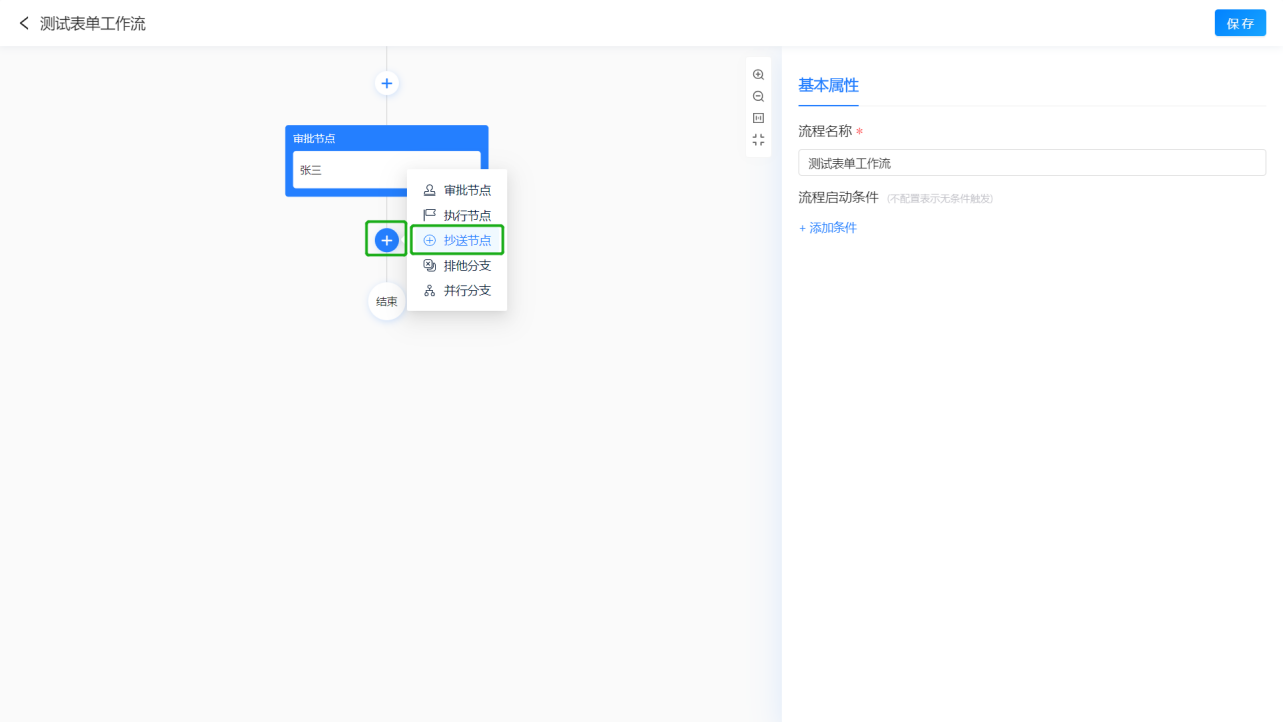 测试表单工作流
保存
审批节点
张三
审批节点
执行节点
抄送节点
排他分支
并行分支
结束
基本属性
流程名称 *
测试表单工作流
流程启动条件 (不配置表示无条件触发)
+ 添加条件